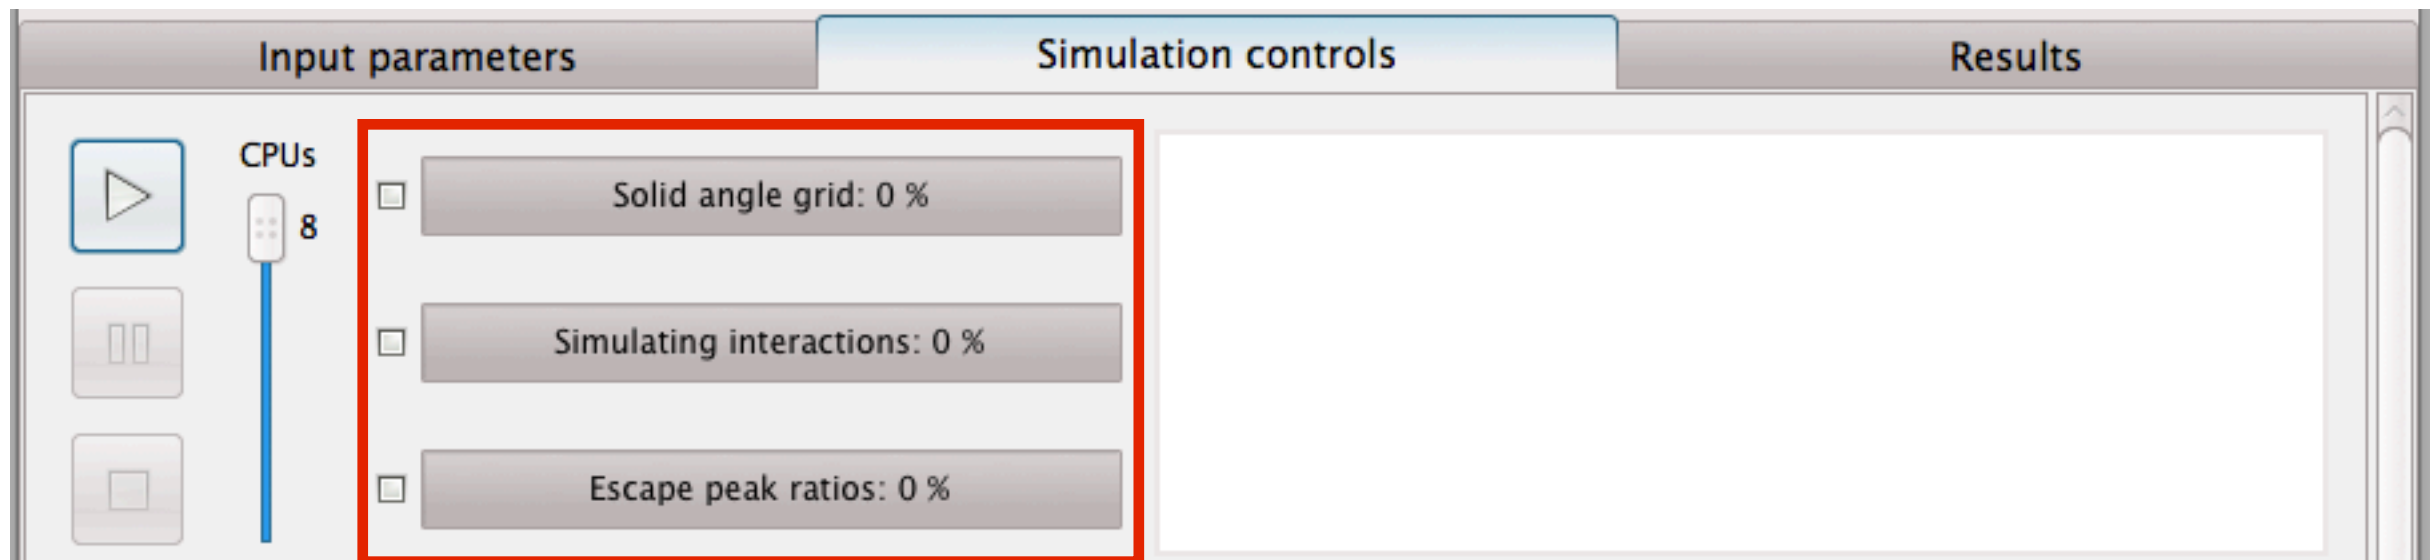 Input parameters
Simulation controls
Results
CPUs
8
Solid angle grid: 0 %
Simulating interactions: 0 %
Escape peak ratios: 0 %